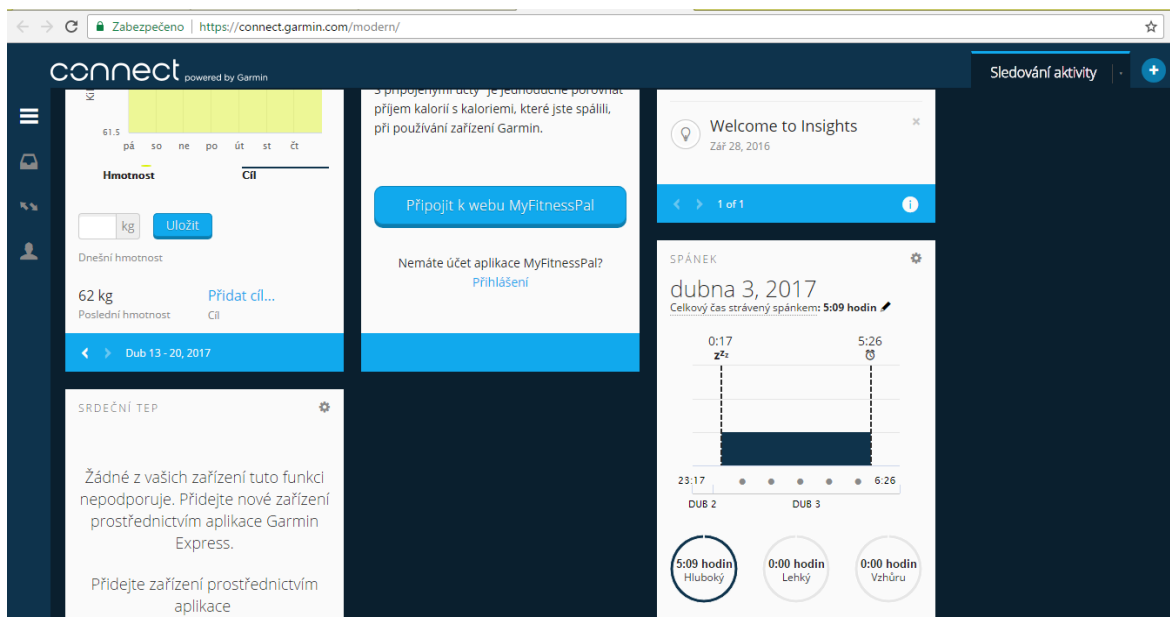 Zabezpečeno | https://connect.garmin.com/modern/
connect powered by Garmin
Sledování aktivity
61.5
pá so ne po út st čt
Hmotnost Cíl
kg Uložit
Dnešní hmotnost
62 kg Přidat cíl...
Poslední hmotnost Cíl
Dub 13 - 20, 2017
SRDEČNÍ TEP
Žádné z vašich zařízení tuto funkci
nepodporuje. Přidejte nové zařízení
prostřednictvím aplikace Garmin
Express.
Přidejte zařízení prostřednictvím
aplikace
S připojenými účty je jednoduché porovnat
příjem kalorií s kaloriemi, které jste spálili,
při používání zařízení Garmin.
Připojit k webu MyFitnessPal
Nemáte účet aplikace MyFitnessPal?
Přihlášení
Welcome to Insights
Zář 28, 2016
1 of 1
SPÁNEK
dubna 3, 2017
Celkový čas strávený spánkem: 5:09 hodin
0:17 5:26
zzz
23:17 6:26
DUB 2 DUB 3
5:09 hodin 0:00 hodin 0:00 hodin
Hluboký Lehký Vzhůru